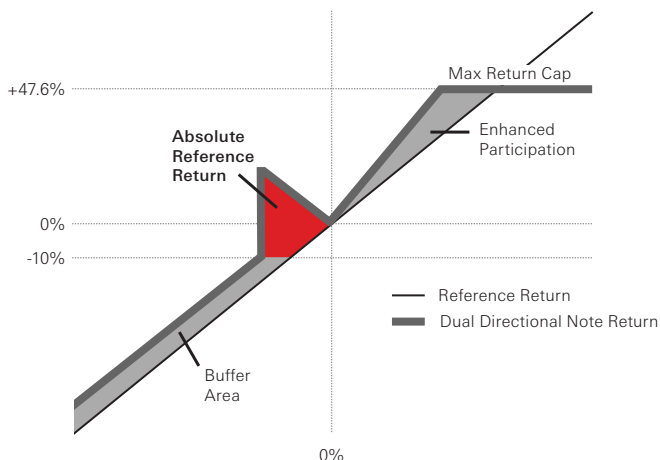 Max Return Cap
+47.6%
Enhanced
Participation
Absolute
Reference
Return
0%
-10%
Reference Return
Dual Directional Note Return
Buffer
Area
0%